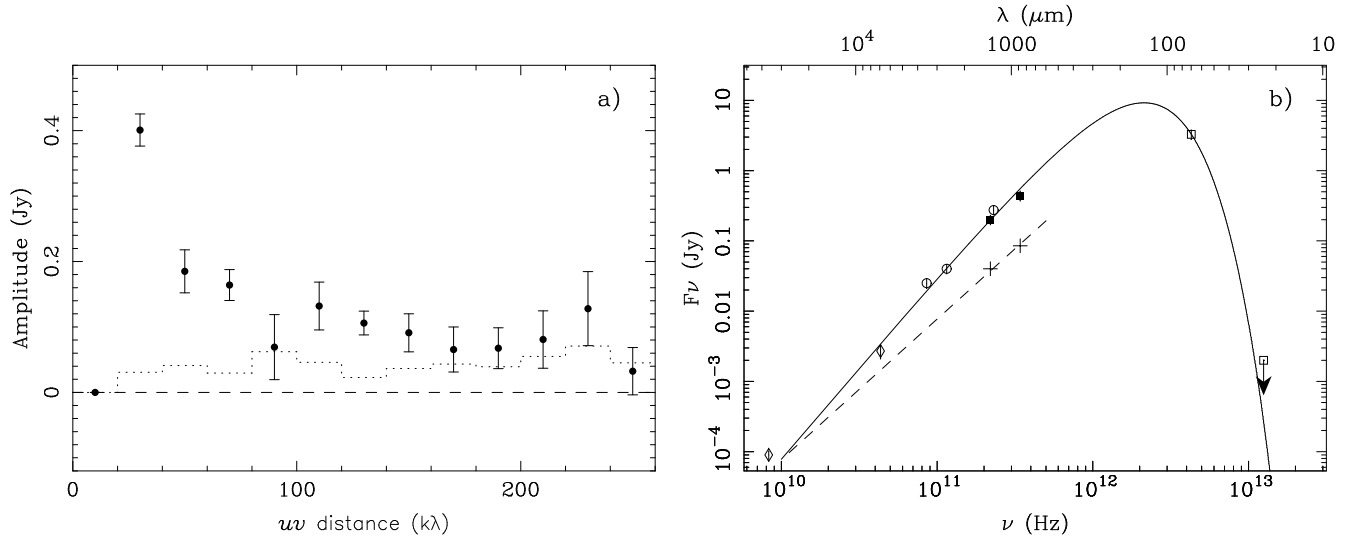 λ (μm)
10⁴ 1000 100 10
a)
b)
Amplitude (Jy)
0 0.2 0.4
0 100 200
uv distance (kλ)
Fν (Jy)
10⁻⁴ 10⁻³ 0.01 0.1 1 10
10¹⁰ 10¹¹ 10¹² 10¹³
ν (Hz)